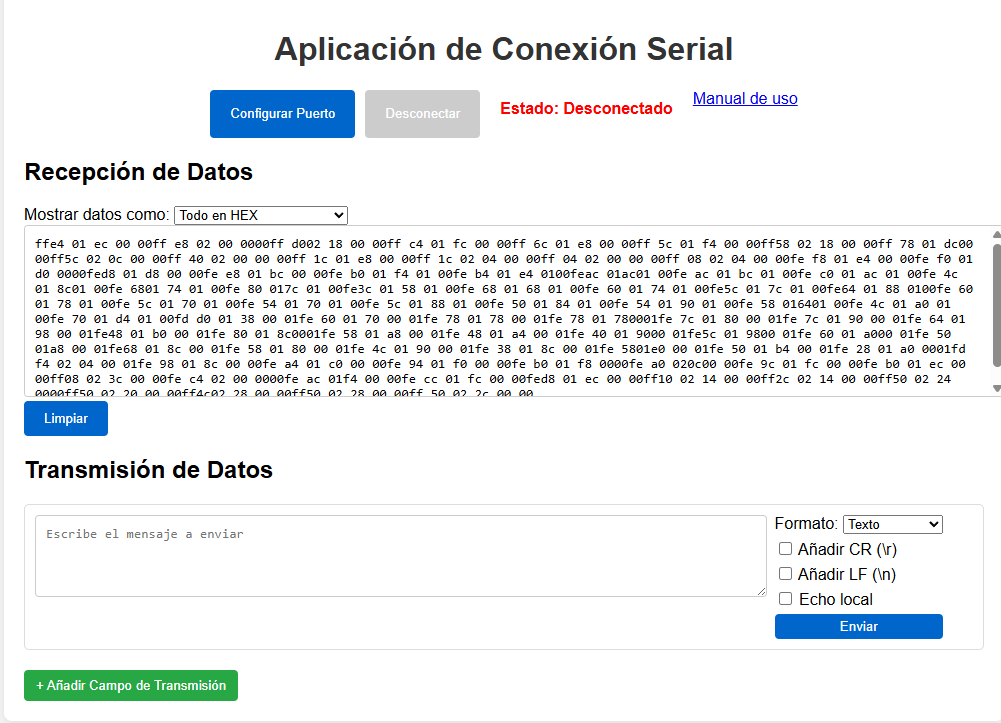 Aplicación de Conexión Serial
Configurar Puerto
Desconectar
Estado: Desconectado
Manual de uso
Recepción de Datos
Mostrar datos como: Todo en HEX
ffe4 01 ec 00 00ff e8 02 00 0000ff d002 18 00 00ff c4 01 fc 00 00ff 6c 01 e8 00 00ff 5c 01 f4 00 00ff58 02 18 00 00ff 78 01 dc00
00ff5c 02 0c 00 00ff 40 02 00 00 00ff 1c 01 e8 00 00ff 1c 02 04 00 00ff 04 02 00 00 00ff 08 02 04 00 00fe f8 01 e4 00 00fe f0 01
d0 0000fed8 01 d8 00 00fe e8 01 bc 00 00fe b0 01 f4 01 00fe b4 01 e4 0100feac 01ac01 00fe ac 01 bc 01 00fe c0 01 ac 01 00fe 4c
01 8c01 00fe 6801 74 01 00fe 80 017c 01 00fe3c 01 58 01 00fe 68 01 68 01 00fe 60 01 74 01 00fe5c 01 7c 01 00fe64 01 88 0100fe 60
01 78 01 00fe 5c 01 70 01 00fe 54 01 70 01 00fe 5c 01 88 01 00fe 50 01 84 01 00fe 54 01 90 01 00fe 58 016401 00fe 4c 01 a0 01
00fe 70 01 d4 01 00fd d0 01 38 00 01fe 60 01 70 00 01fe 78 01 78 00 01fe 78 01 780001fe 7c 01 80 00 01fe 7c 01 90 00 01fe 64 01
98 00 01fe48 01 b0 00 01fe 80 01 8c0001fe 58 01 a8 00 01fe 48 01 a4 00 01fe 40 01 9000 01fe5c 01 9800 01fe 60 01 a000 01fe 50
01a8 00 01fe68 01 8c 00 01fe 58 01 80 00 01fe 4c 01 90 00 01fe 38 01 8c 00 01fe 5801e0 00 01fe 50 01 b4 00 01fe 28 01 a0 0001fd
f4 02 04 00 01fe 98 01 8c 00 00fe a4 01 c0 00 00fe 94 01 f0 00 00fe b0 01 f8 0000fe a0 020c00 00fe 9c 01 fc 00 00fe b0 01 ec 00
00ff08 02 3c 00 00fe c4 02 00 0000fe ac 01f4 00 00fe cc 01 fc 00 00fed8 01 ec 00 00ff10 02 14 00 00ff2c 02 14 00 00ff50 02 24
0000ff50 02 20 00 00ff4c02 28 00 00ff50 02 28 00 00ff 50 02 2c 00 00
Limpiar
Transmisión de Datos
Escribe el mensaje a enviar
Formato: Texto
Añadir CR (\r)
Añadir LF (\n)
Echo local
Enviar
+ Añadir Campo de Transmisión